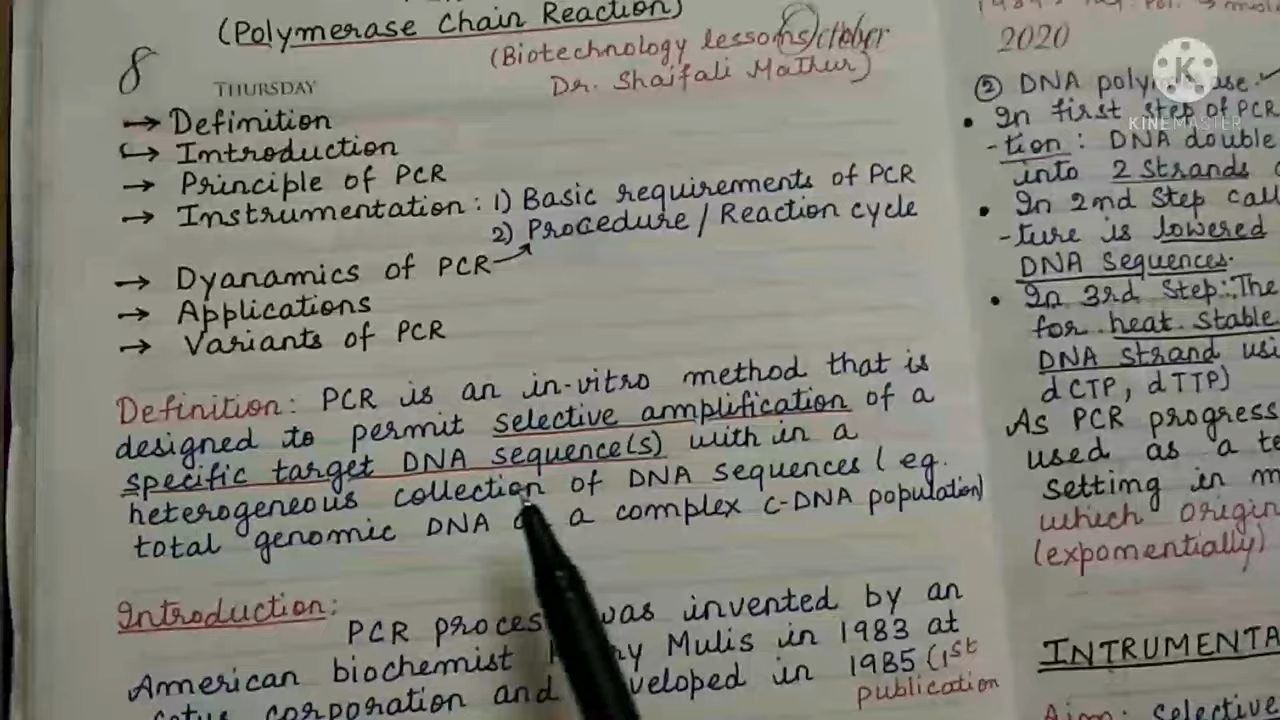 (Polymerase Chain Reaction)
(Biotechnology lessons)
October
Dr. Shaifali Mathur)
8
THURSDAY
→ Definition
→ Introduction
→ Principle of PCR
→ Instrumentation: 1) Basic requirements of PCR
2) Procedure / Reaction cycle
→ Dyanamics of PCR
→ Applications
→ Variants of PCR
Definition: PCR is an in-vitro method that is
designed to permit selective amplification of a
specific target DNA sequence(s) with in a
heterogeneous collection of DNA sequences (eg.
total genomic DNA a complex c-DNA population)
Introduction:
PCR process was invented by an
American biochemist Mulis in 1983 at
corporation and developed in 1985 (1st
publication
2020
KINEMASTER
② DNA
• In first step of PCR
-tion: DNA double
into 2 strands
• In 2nd Step call
-ture is lowered
DNA sequences.
• In 3rd Step: The
for heat stable
DNA strand usi
dCTP, dTTP)
As PCR progress
used as a te
setting in m
which origin
(expomentially)
INTRUMENTA
Aim: selective